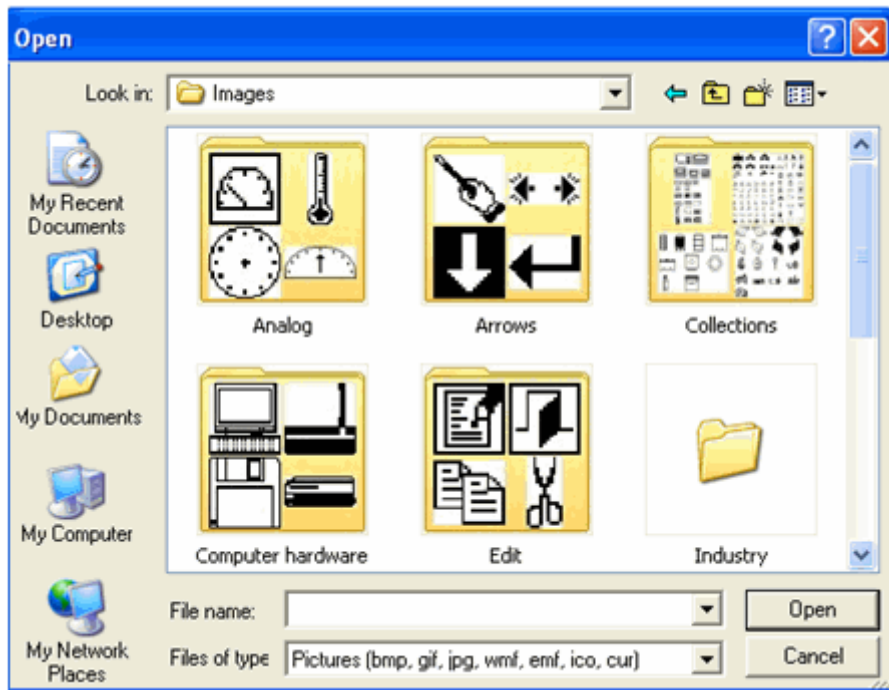 Open
Look in: Images
My Recent
Documents
Desktop
My Documents
My Computer
My Network
Places
Analog
Arrows
Collections
Computer hardware
Edit
Industry
File name:
Open
Files of type
Pictures (bmp, gif, jpg, wmf, emf, ico, cur)
Cancel